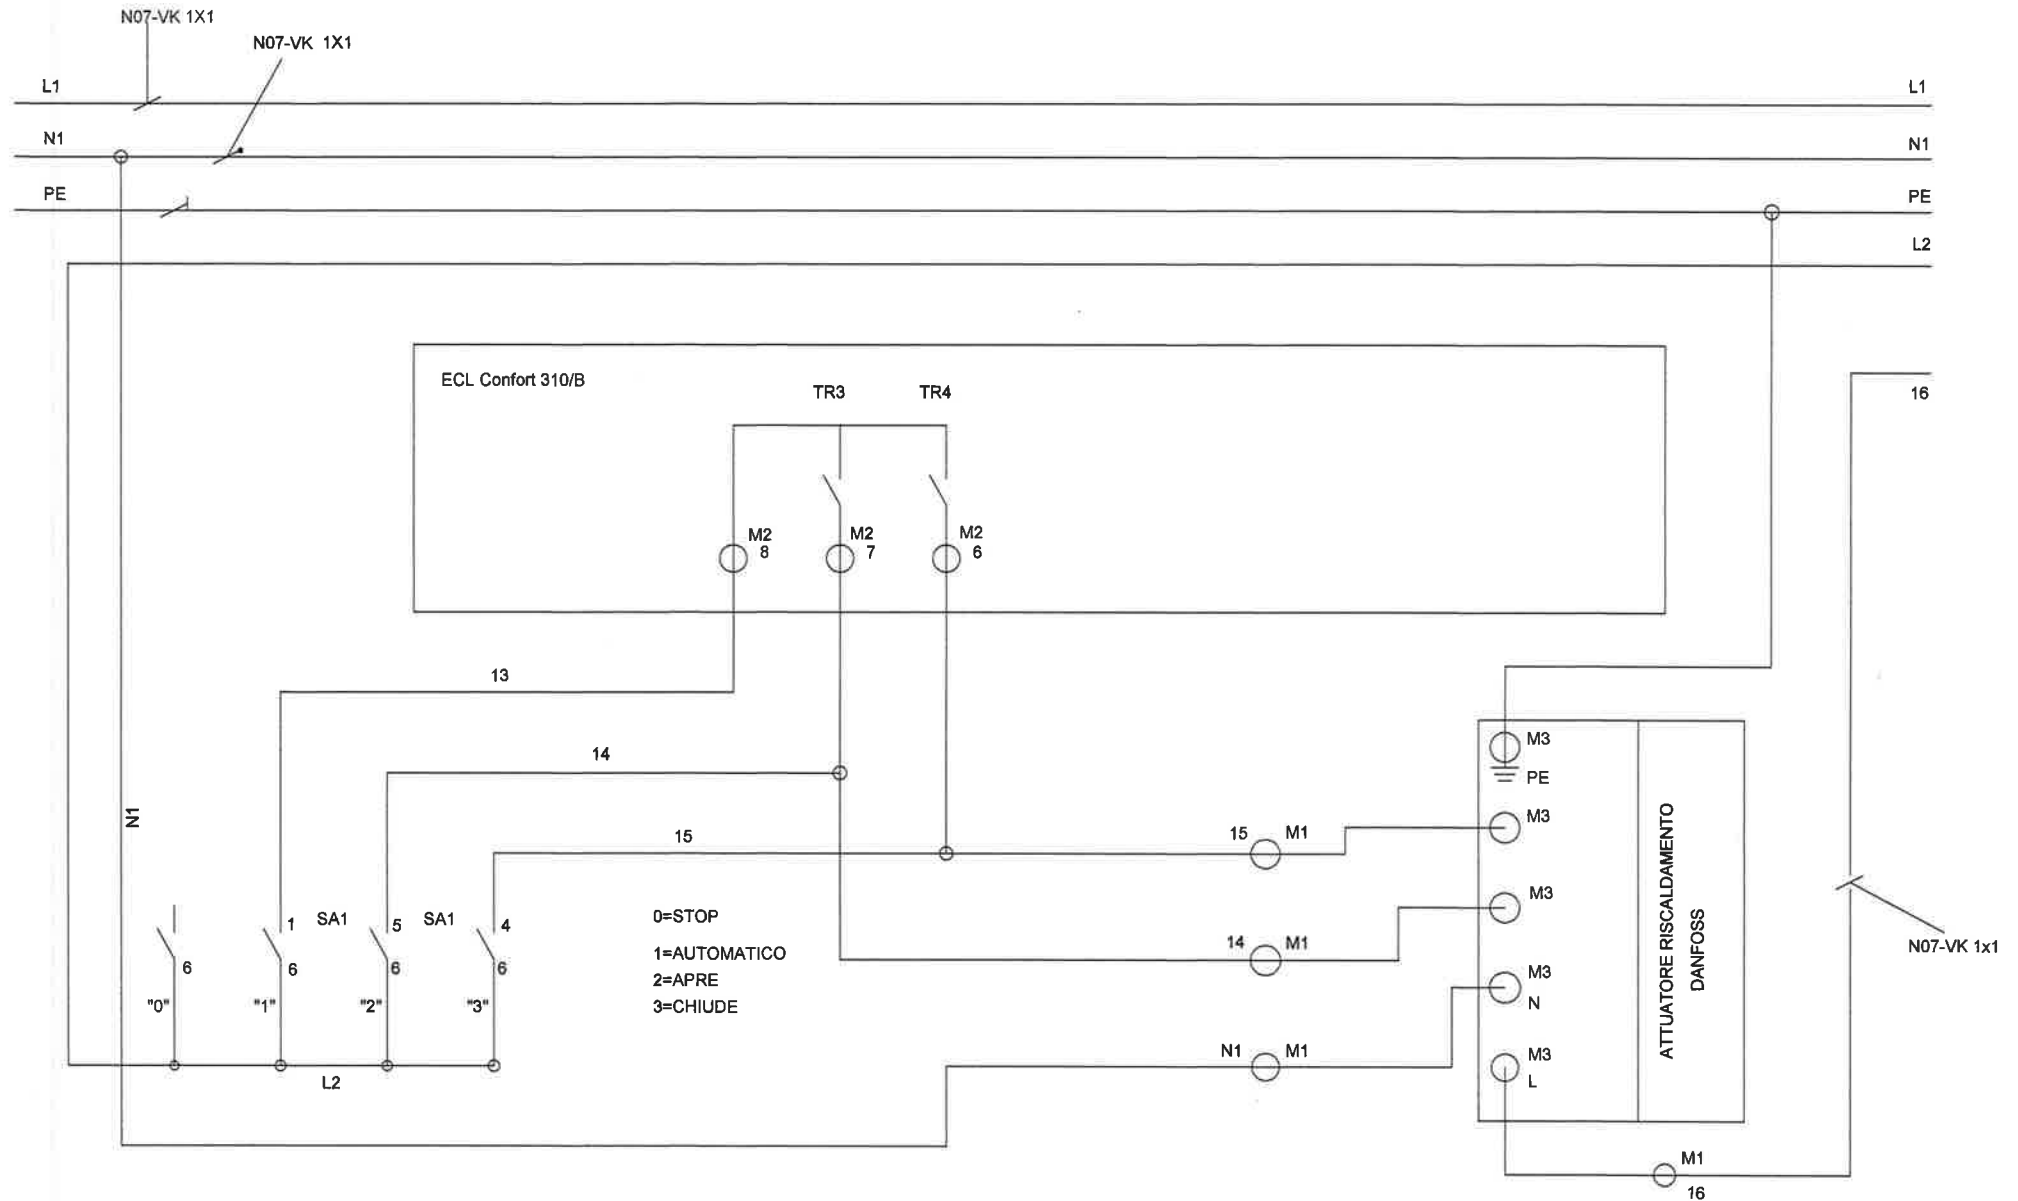 N07-VK 1X1
N07-VK 1X1
L1
L1
N1
N1
PE
PE
L2
ECL Confort 310/B
TR3
TR4
16
M2
8
M2
7
M2
6
13
14
15
N1
M3
PE
15
M1
M3
M3
14
M1
M3
N
N1
M1
M3
L
ATTUATORE RISCALDAMENTO
DANFOSS
N07-VK 1x1
1
SA1
5
SA1
4
6
6
6
6
"0"
"1"
"2"
"3"
L2
0=STOP
1=AUTOMATICO
2=APRE
3=CHIUDE
M1
16